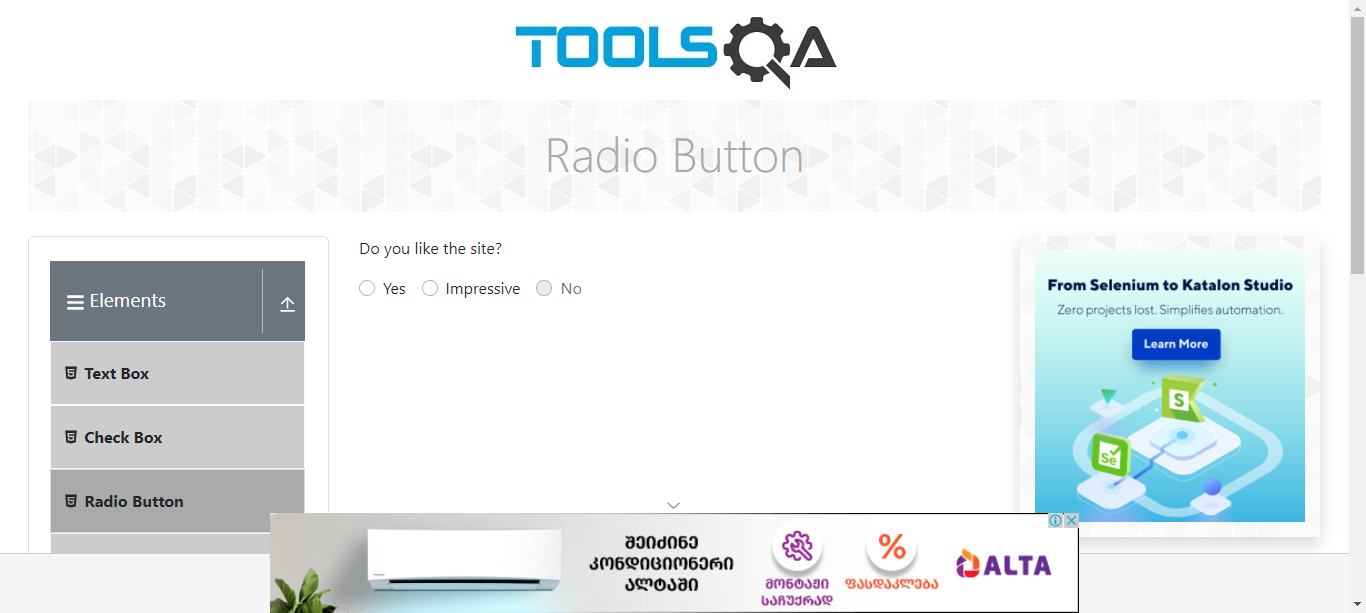 TOOLSQA
Radio Button
Elements
Text Box
Check Box
Radio Button
Do you like the site?
Yes
Impressive
No
From Selenium to Katalon Studio
Zero projects lost. Simplifies automation.
Learn More
S
Se
შეიძინე
კონდიციონერი
ალტაში
მონტაჟი
საჩუქრად
%
ფასდაკლება
ALTA